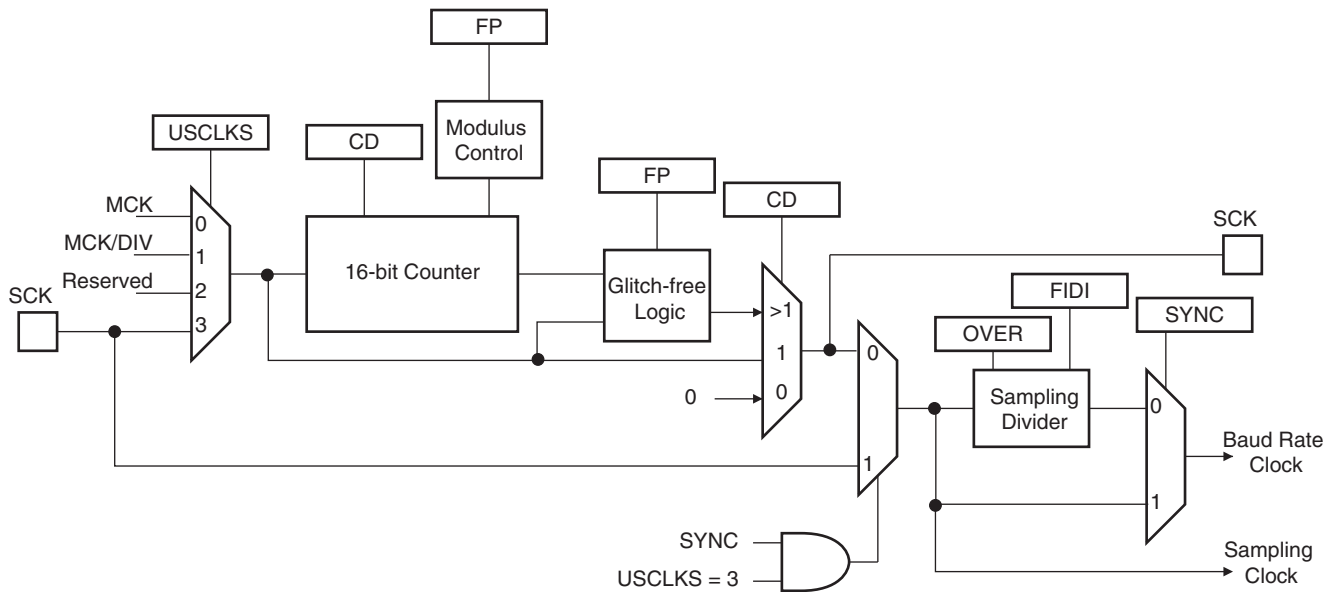 FP
USCLKS
CD
Modulus
Control
FP
CD
MCK
0
MCK/DIV
1
Reserved
2
SCK
3
16-bit Counter
Glitch-free
Logic
>1
1
0
0
SCK
FIDI
OVER
SYNC
0
1
Sampling
Divider
0
1
Baud Rate
Clock
SYNC
USCLKS = 3
Sampling
Clock